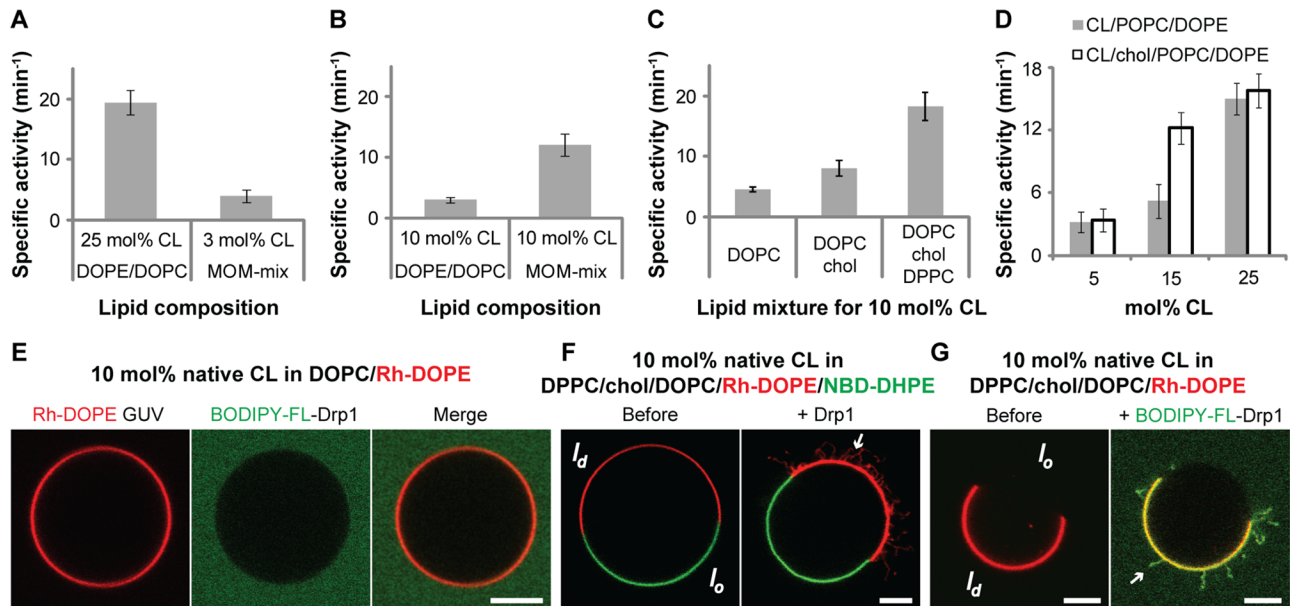 A
Specific activity (min-1)
20
10
0
25 mol% CL
3 mol% CL
DOPE/DOPC
MOM-mix
Lipid composition
B
Specific activity (min-1)
20
10
0
10 mol% CL
10 mol% CL
DOPE/DOPC
MOM-mix
Lipid composition
C
Specific activity (min-1)
20
10
0
DOPC
DOPC
chol
DOPC
chol
DPPC
Lipid mixture for 10 mol% CL
D
CL/POPC/DOPE
CL/chol/POPC/DOPE
Specific activity (min-1)
18
12
6
0
5
15
25
mol% CL
E
10 mol% native CL in DOPC/Rh-DOPE
Rh-DOPE GUV
BODIPY-FL-Drp1
Merge
F
10 mol% native CL in
DPPC/chol/DOPC/Rh-DOPE/NBD-DHPE
Before
+ Drp1
ld
lo
G
10 mol% native CL in
DPPC/chol/DOPC/Rh-DOPE
Before
+ BODIPY-FL-Drp1
lo
ld